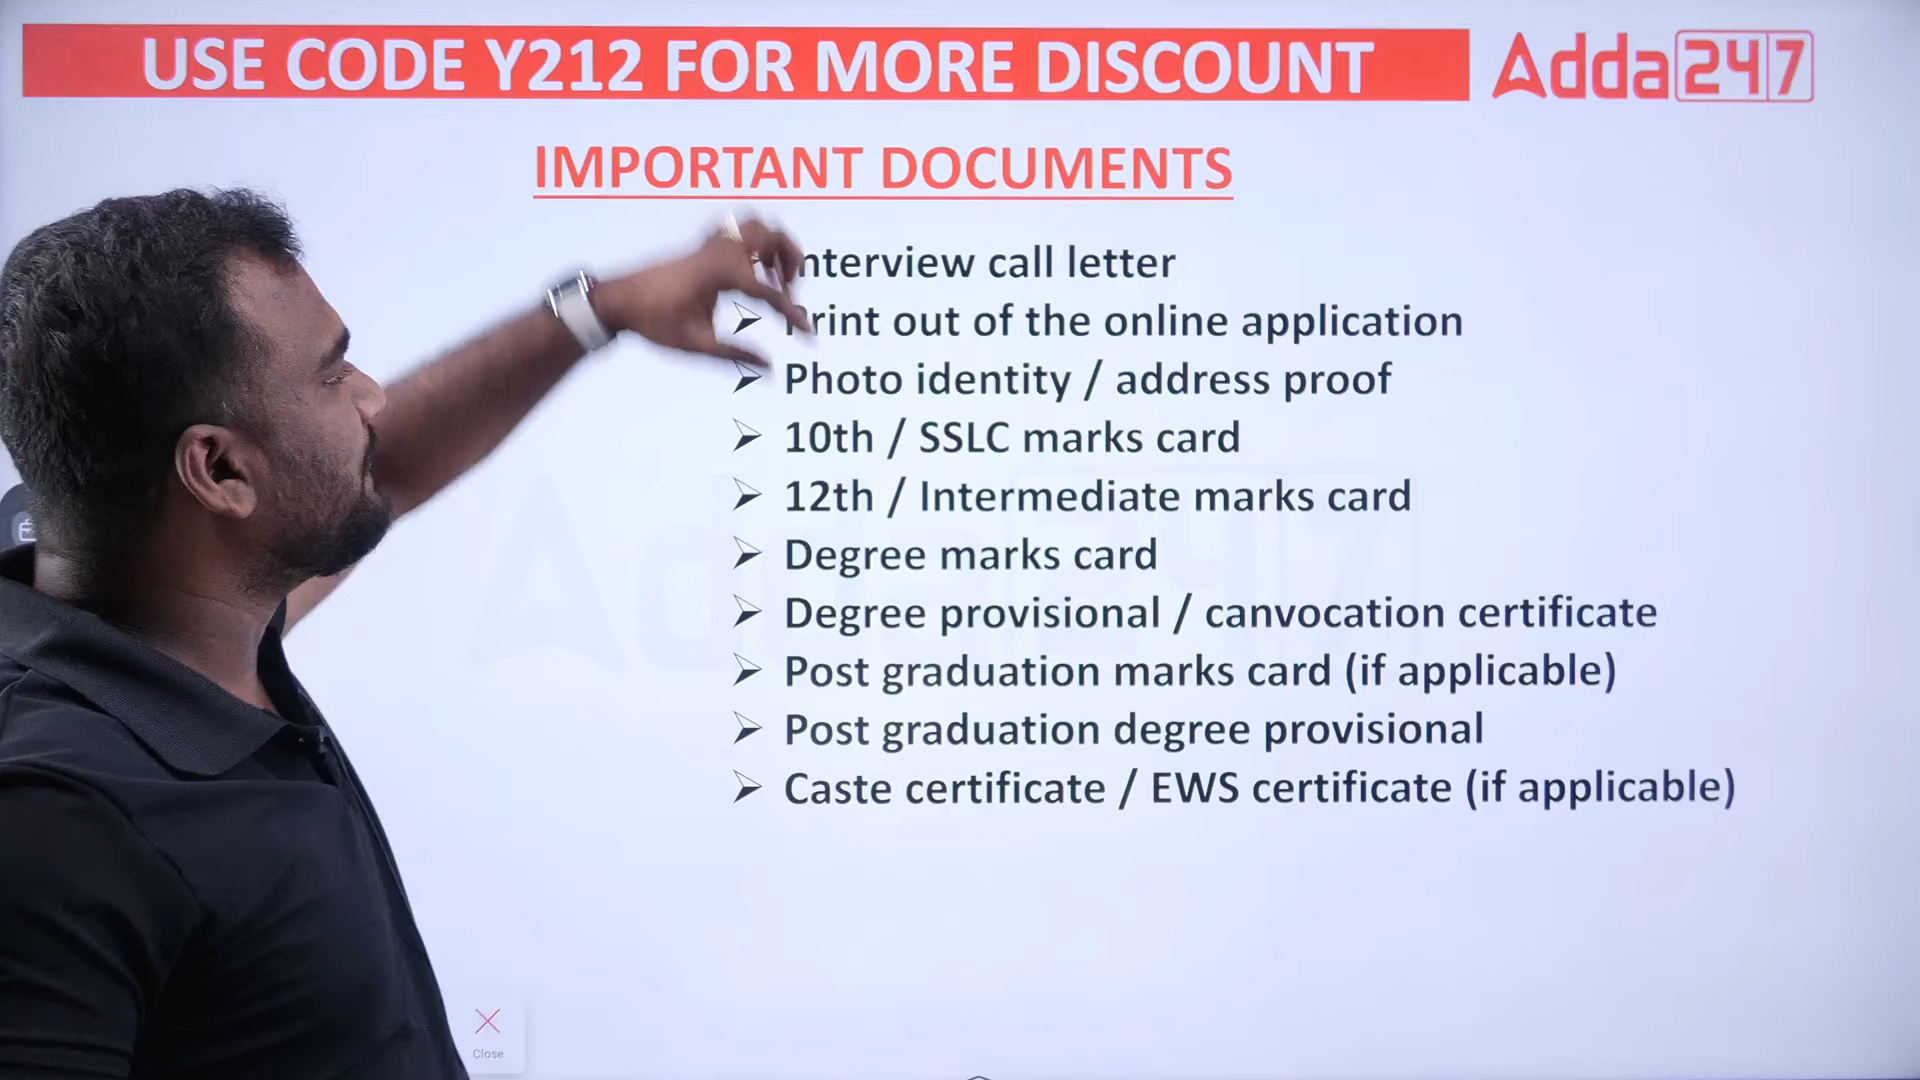 USE CODE Y212 FOR MORE DISCOUNT
Adda247
IMPORTANT DOCUMENTS
nterview call letter
➢ Print out of the online application
➢ Photo identity / address proof
➢ 10th / SSLC marks card
➢ 12th / Intermediate marks card
➢ Degree marks card
➢ Degree provisional / canvocation certificate
➢ Post graduation marks card (if applicable)
➢ Post graduation degree provisional
➢ Caste certificate / EWS certificate (if applicable)
Adda247
Close